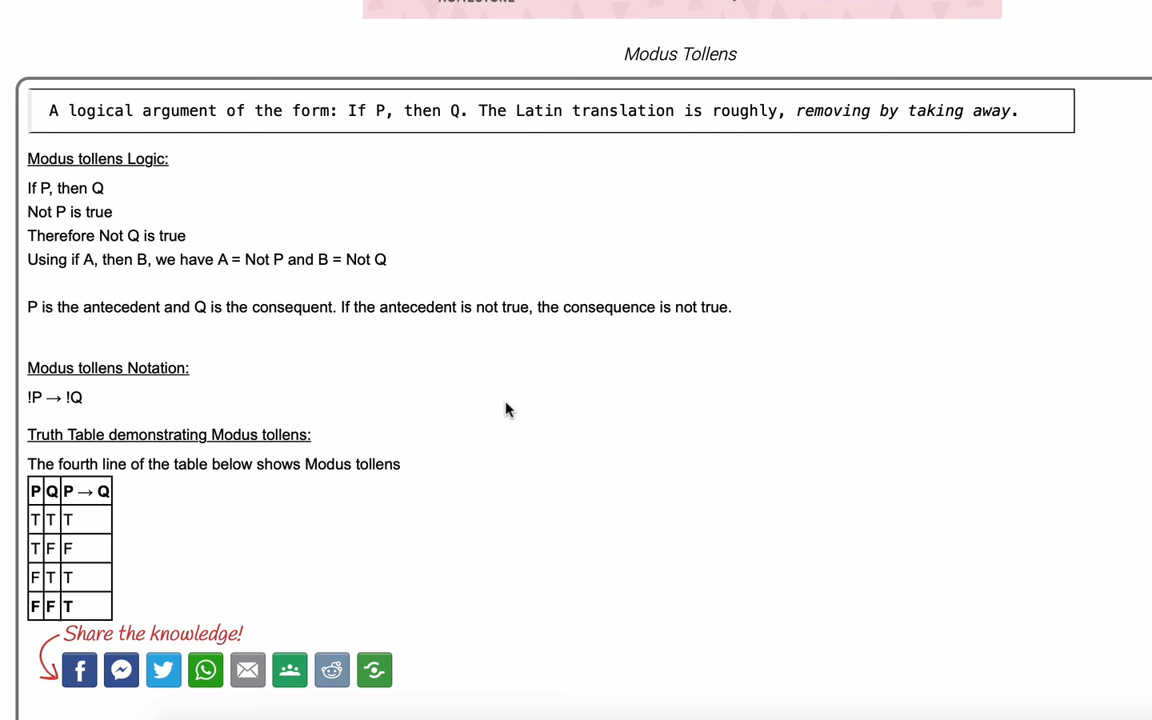 Modus Tollens
A logical argument of the form: If P, then Q. The Latin translation is roughly, removing by taking away.
Modus tollens Logic:
If P, then Q
Not P is true
Therefore Not Q is true
Using if A, then B, we have A = Not P and B = Not Q
P is the antecedent and Q is the consequent. If the antecedent is not true, the consequence is not true.
Modus tollens Notation:
!P → !Q
Truth Table demonstrating Modus tollens:
The fourth line of the table below shows Modus tollens
P Q P → Q
T T T
T F F
F T T
F F T
Share the knowledge!